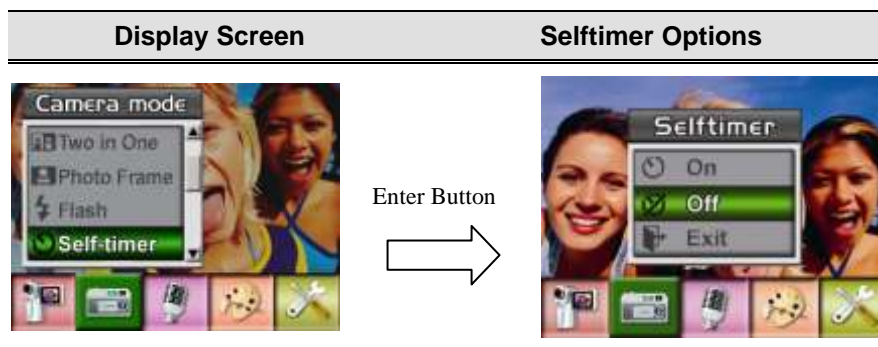 Display Screen
Selftimer Options
Camera mode
Two in One
Photo Frame
Flash
Self-timer
Enter Button
Selftimer
On
Off
Exit